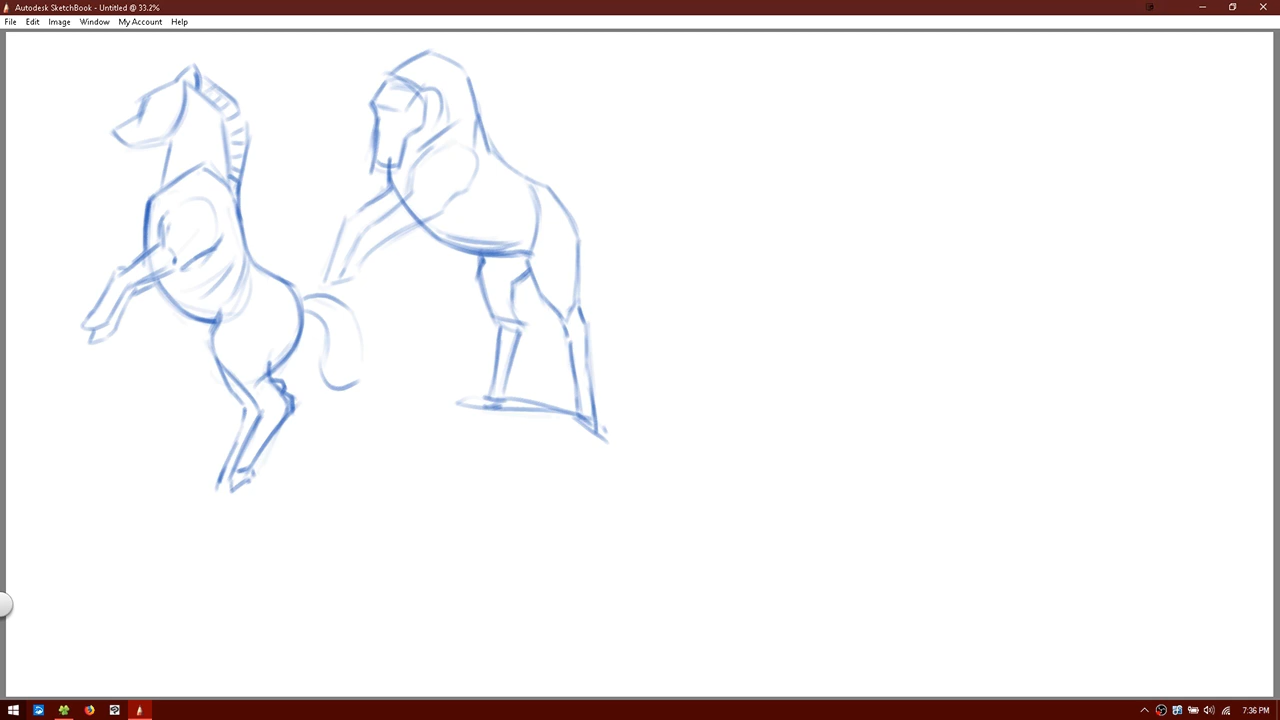 Autodesk SketchBook - Untitled @ 33.2%
File Edit Image Window My Account Help
7:36 PM